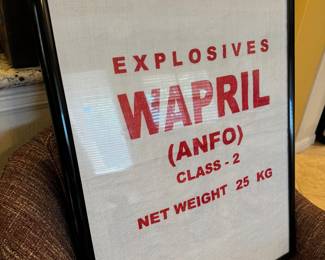 EXPLOSIVES
WAPRIL
(ANFO)
CLASS - 2
NET WEIGHT 25 KG